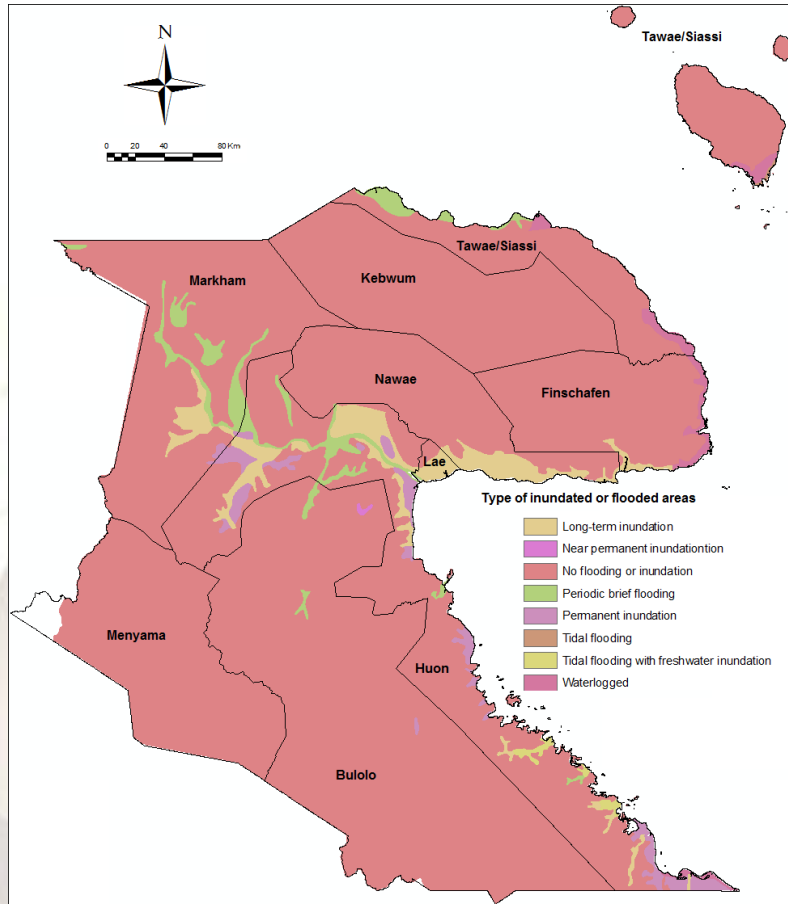 N
Tawae/Siassi
0 20 40 80 Km
Tawae/Siassi
Markham
Kebwum
Nawae
Finschafen
Lae
Type of inundated or flooded areas
Long-term inundation
Near permanent inundationtion
No flooding or inundation
Periodic brief flooding
Permanent inundation
Tidal flooding
Tidal flooding with freshwater inundation
Waterlogged
Menyama
Huon
Bulolo